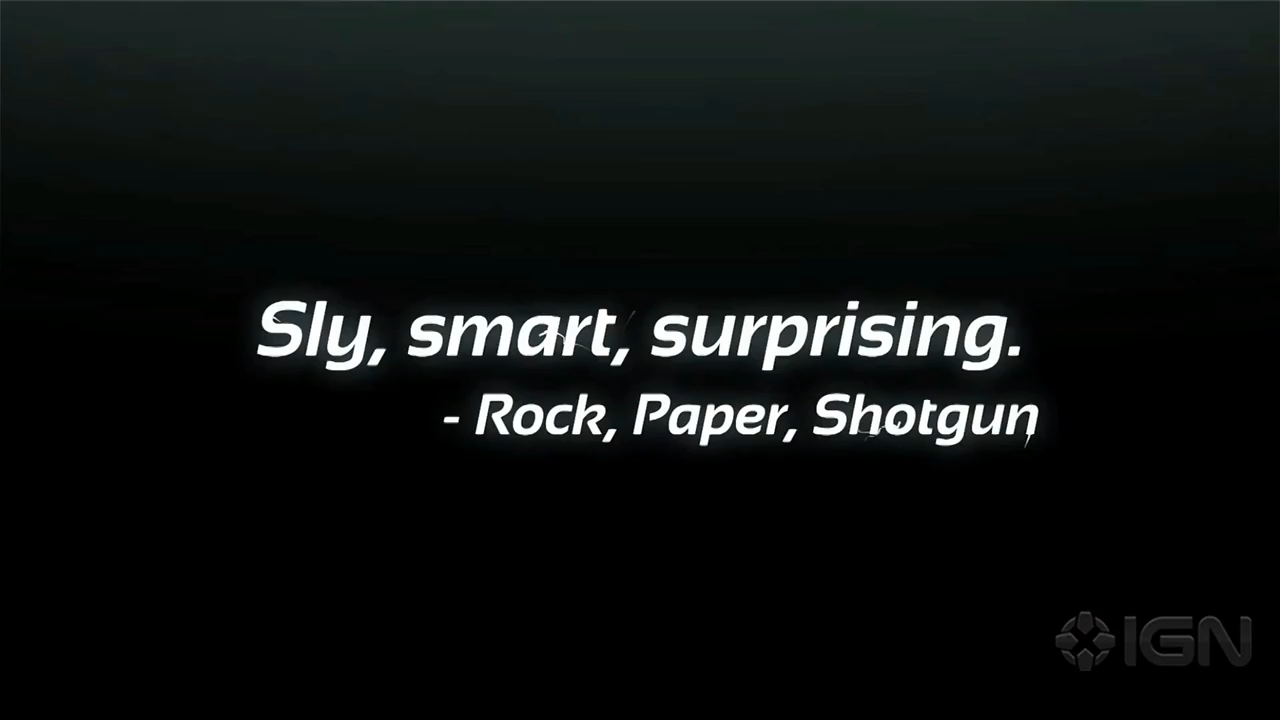 Sly, smart, surprising.
- Rock, Paper, Shotgun
IGN